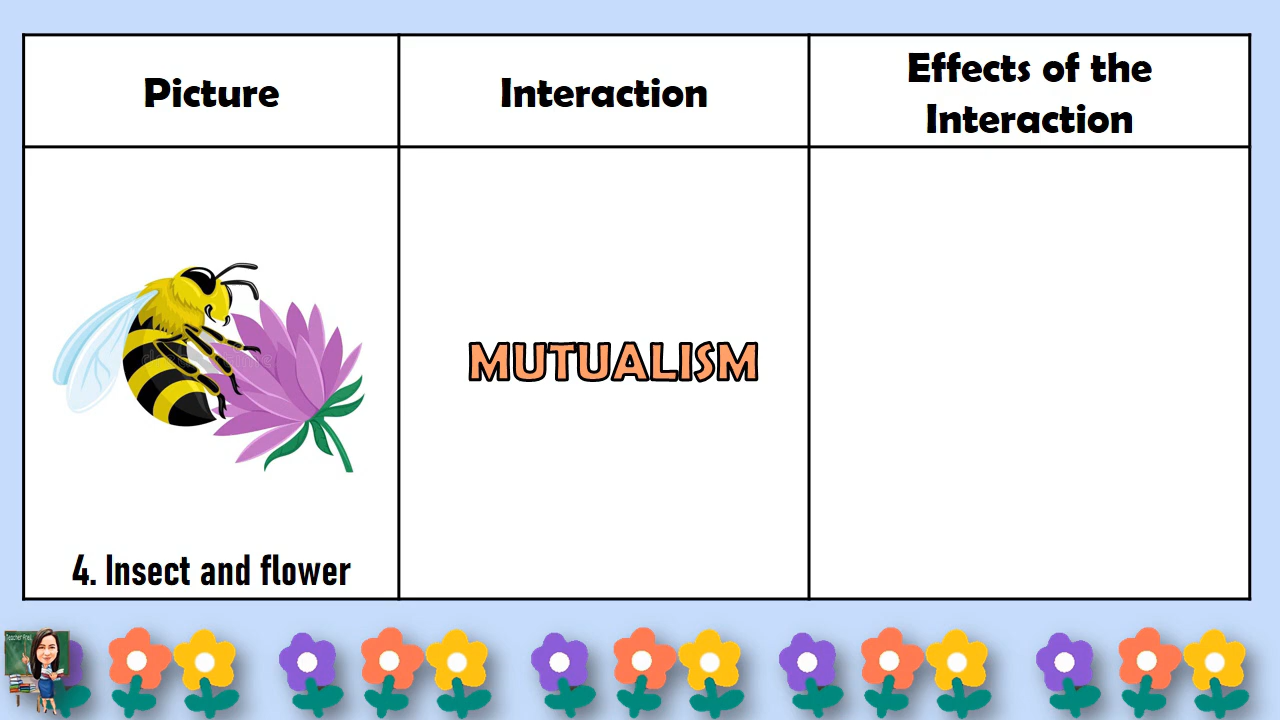 Picture
Interaction
Effects of the
Interaction
MUTUALISM
4. Insect and flower